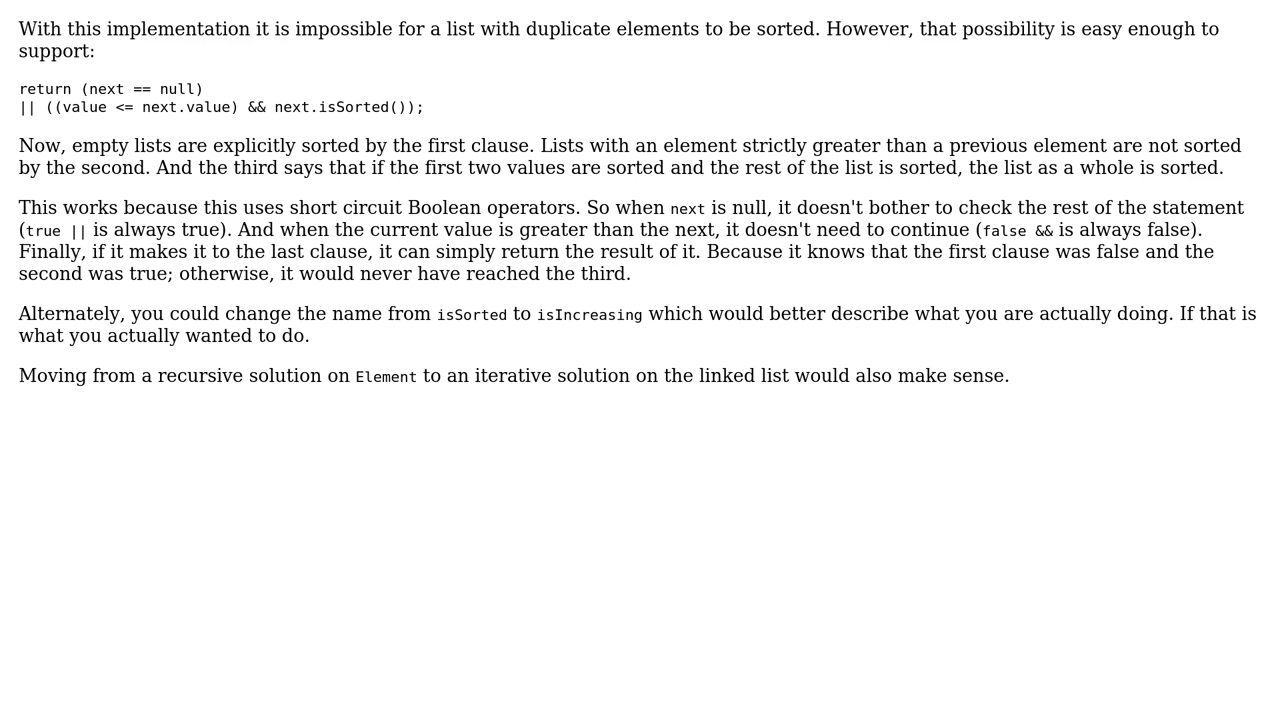 With this implementation it is impossible for a list with duplicate elements to be sorted. However, that possibility is easy enough to
support:
return (next == null)
|| ((value <= next.value) && next.isSorted());
Now, empty lists are explicitly sorted by the first clause. Lists with an element strictly greater than a previous element are not sorted
by the second. And the third says that if the first two values are sorted and the rest of the list is sorted, the list as a whole is sorted.
This works because this uses short circuit Boolean operators. So when next is null, it doesn't bother to check the rest of the statement
(true || is always true). And when the current value is greater than the next, it doesn't need to continue (false && is always false).
Finally, if it makes it to the last clause, it can simply return the result of it. Because it knows that the first clause was false and the
second was true; otherwise, it would never have reached the third.
Alternately, you could change the name from isSorted to isIncreasing which would better describe what you are actually doing. If that is
what you actually wanted to do.
Moving from a recursive solution on Element to an iterative solution on the linked list would also make sense.